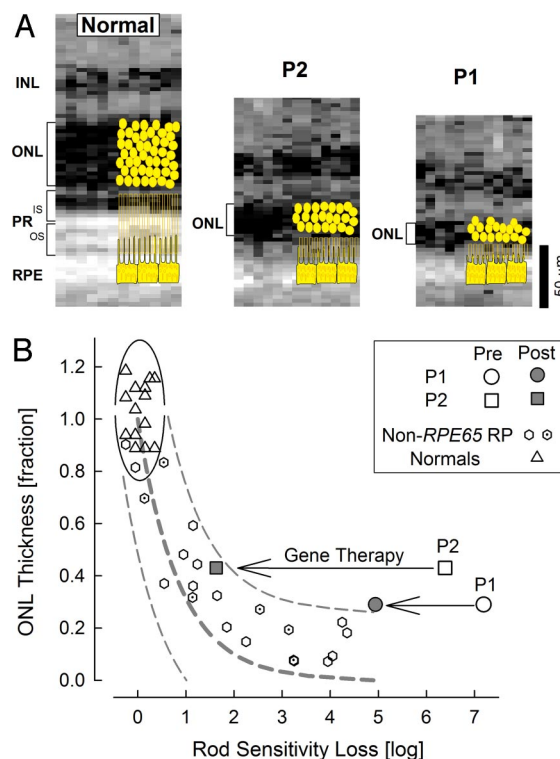 A
Normal
P2
P1
INL
ONL
IS
PR
OS
RPE
ONL
ONL
50 µm
B
ONL Thickness [fraction]
1.2
1.0
0.8
0.6
0.4
0.2
0.0
Pre Post
P1
P2
Non-RPE65 RP
Normals
Gene Therapy
P2
P1
0 1 2 3 4 5 6 7
Rod Sensitivity Loss [log]